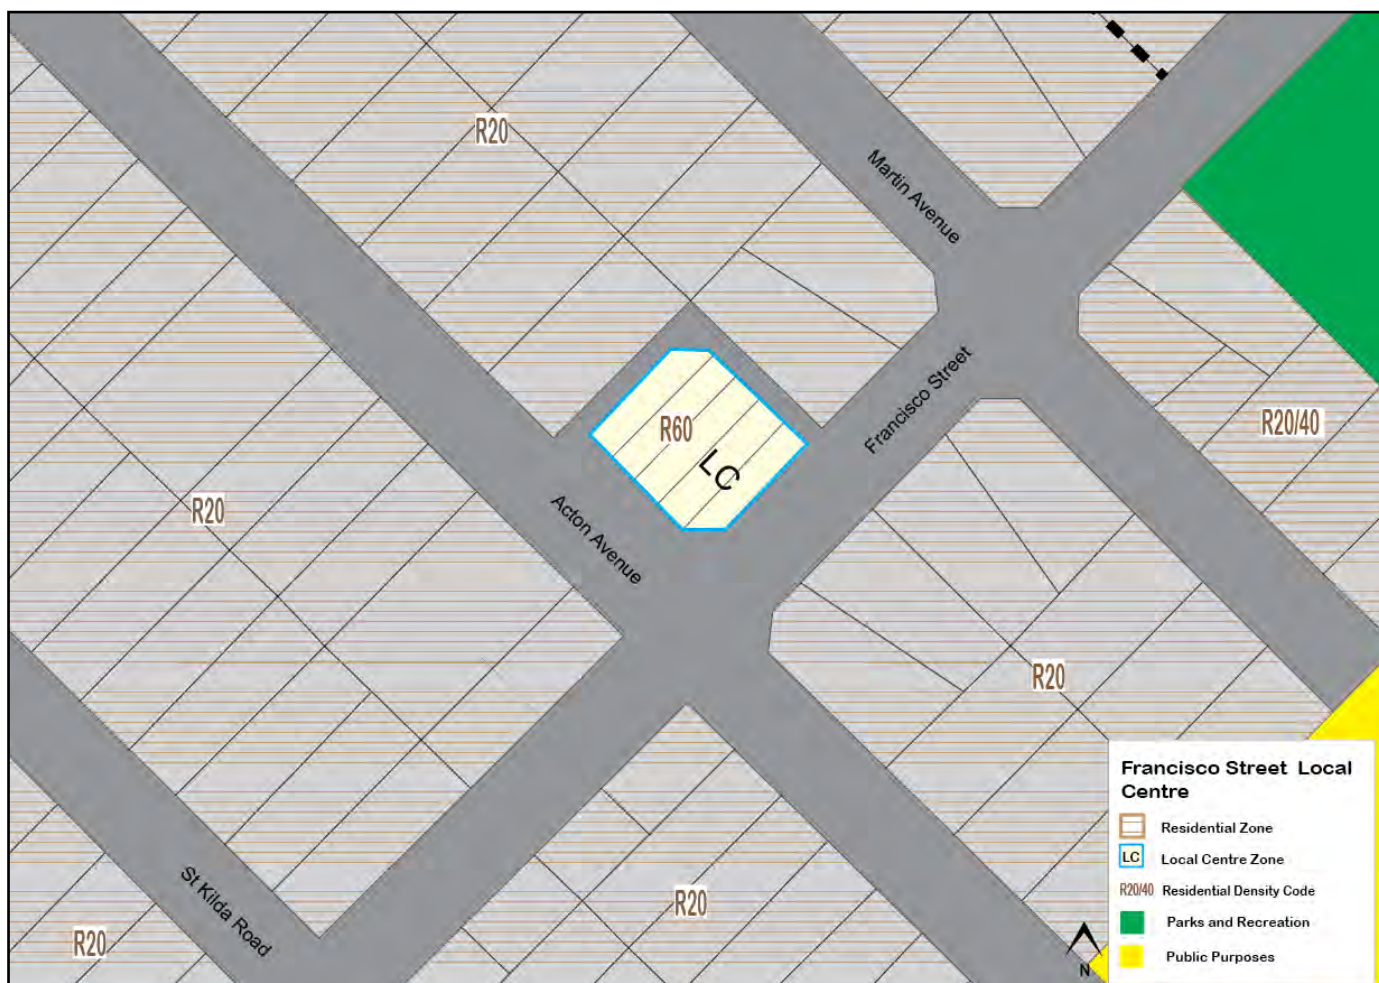 R20
Martin Avenue
Francisco Street
R60
LC
R20/40
R20
Acton Avenue
R20
St Kilda Road
R20
R20
Francisco Street Local
Centre
Residential Zone
LC Local Centre Zone
R20/40 Residential Density Code
Parks and Recreation
Public Purposes
N